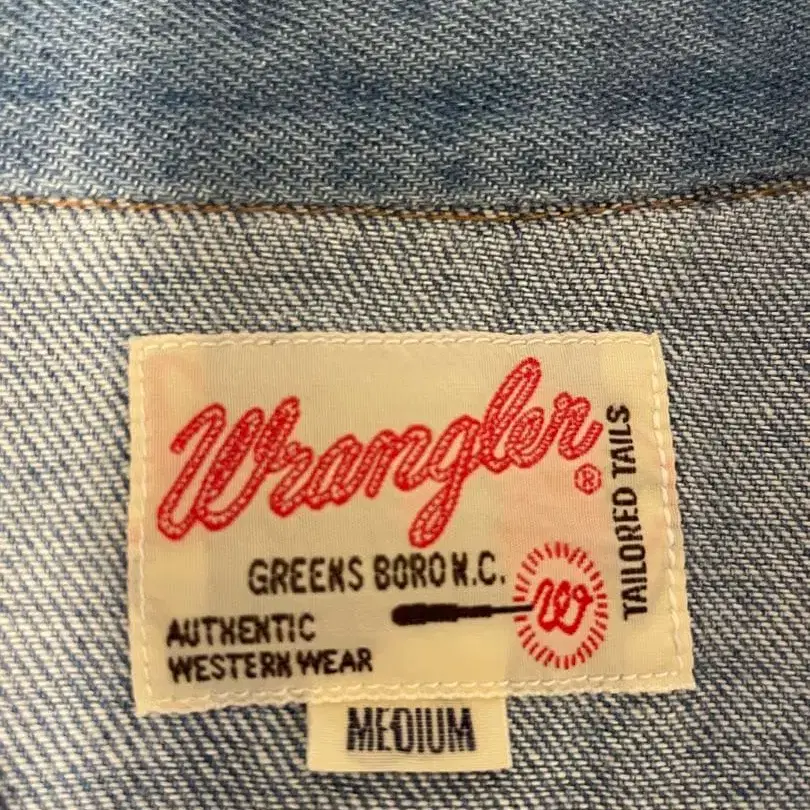 Wrangler®
TAILORED TAILS
GREENS BORO N.C.
W
AUTHENTIC
WESTERN WEAR
MEDIUM